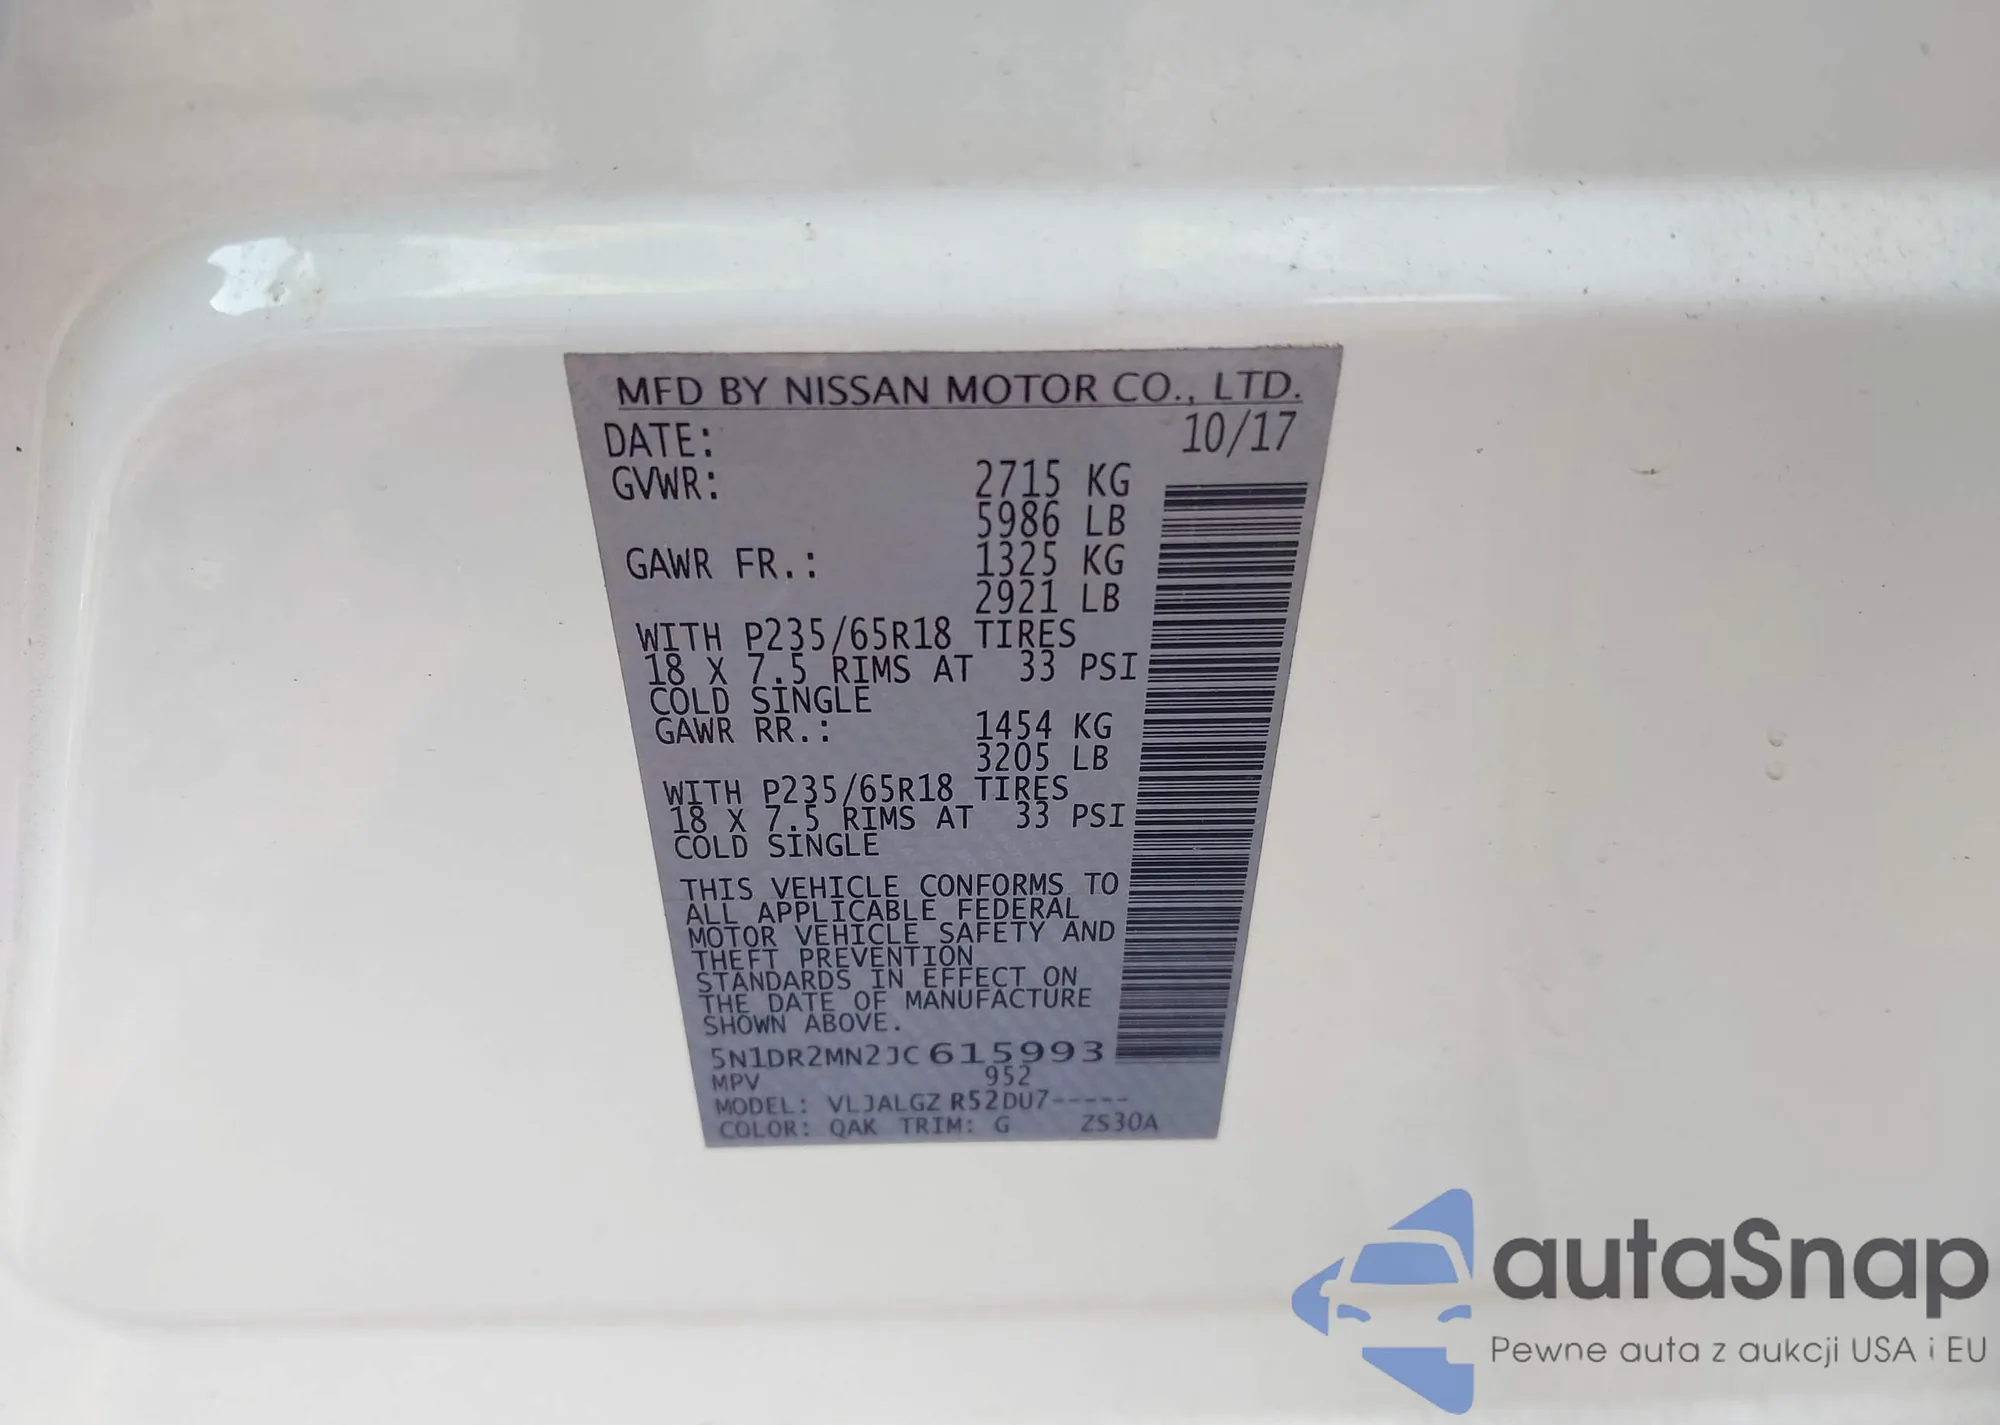 MFD BY NISSAN MOTOR CO., LTD.
DATE: 10/17
GVWR: 2715 KG
5986 LB
GAWR FR.: 1325 KG
2921 LB
WITH P235/65R18 TIRES
18 X 7.5 RIMS AT 33 PSI
COLD SINGLE
GAWR RR.: 1454 KG
3205 LB
WITH P235/65R18 TIRES
18 X 7.5 RIMS AT 33 PSI
COLD SINGLE
THIS VEHICLE CONFORMS TO
ALL APPLICABLE FEDERAL
MOTOR VEHICLE SAFETY AND
THEFT PREVENTION
STANDARDS IN EFFECT ON
THE DATE OF MANUFACTURE
SHOWN ABOVE.
5N1DR2MN2JC615993
MPV 952
MODEL: VLJALGZ R52DU7-----
COLOR: QAK TRIM: G ZS30A
autaSnap
Pewne auta z aukcji USA i EU